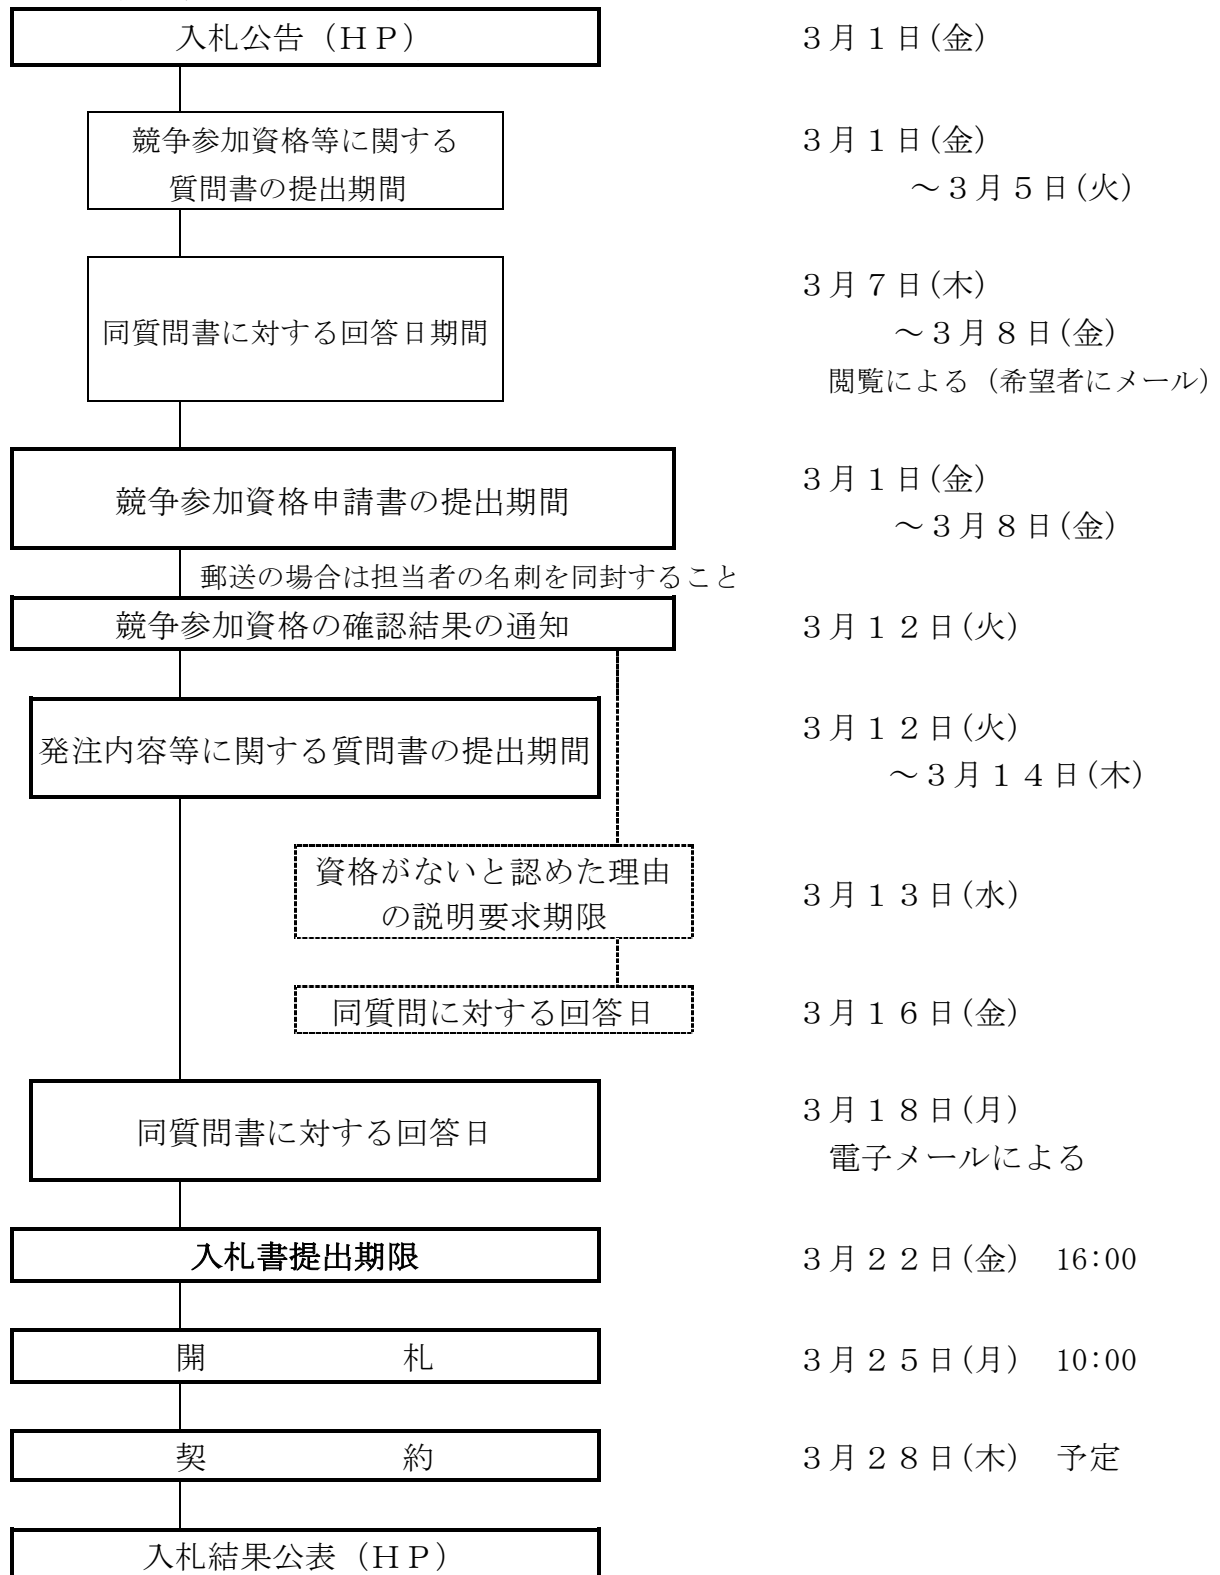 入札公告（ＨＰ）
３月１日(金)
競争参加資格等に関する
質問書の提出期間
３月１日(金)
～３月５日(火)
同質問書に対する回答日期間
３月７日(木)
～３月８日(金)
閲覧による（希望者にメール）
競争参加資格申請書の提出期間
３月１日(金)
～３月８日(金)
郵送の場合は担当者の名刺を同封すること
競争参加資格の確認結果の通知
３月１２日(火)
発注内容等に関する質問書の提出期間
３月１２日(火)
～３月１４日(木)
資格がないと認めた理由
の説明要求期限
３月１３日(水)
同質問に対する回答日
３月１６日(金)
同質問書に対する回答日
３月１８日(月)
電子メールによる
入札書提出期限
３月２２日(金)　16:00
開　　　　　　札
３月２５日(月)　10:00
契　　　　　　約
３月２８日(木)　予定
入札結果公表（ＨＰ）